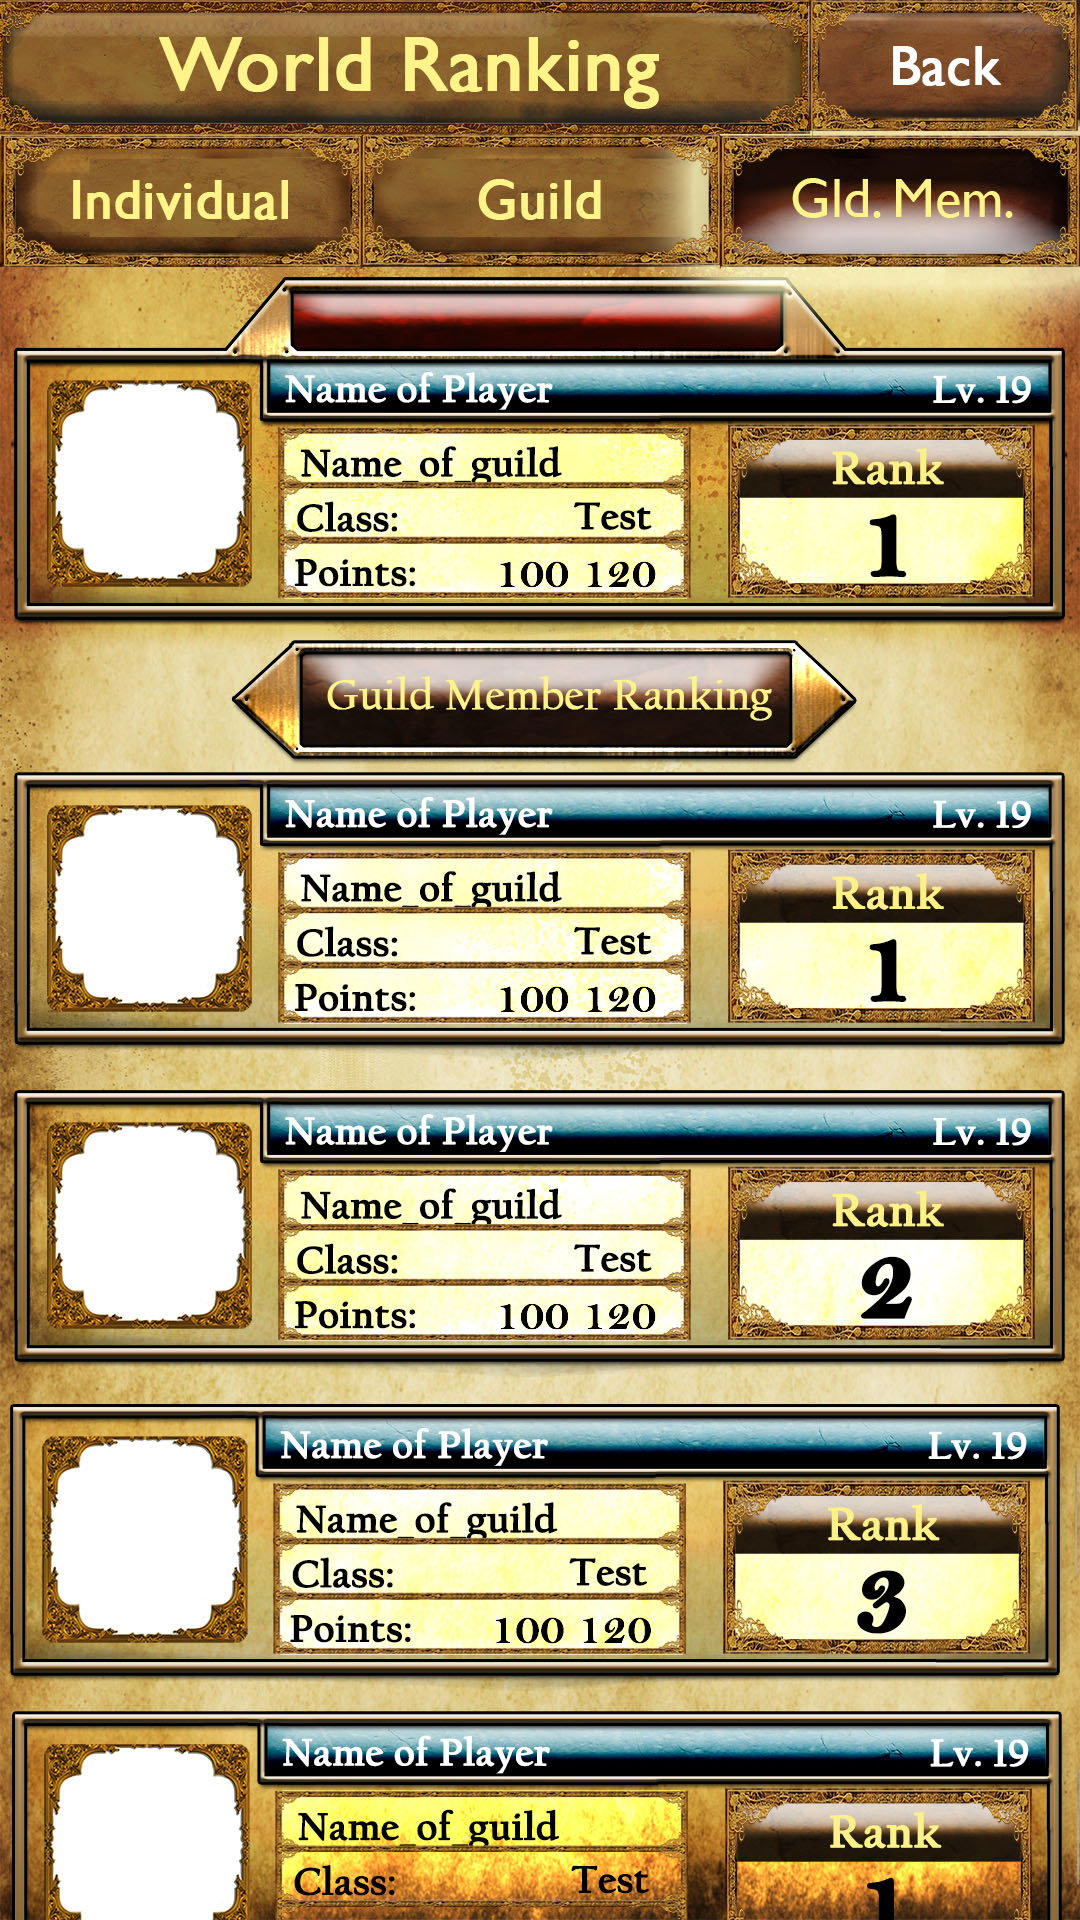 World Ranking
Back
Individual
Guild
Gld. Mem.
Name of Player Lv. 19
Name_of_guild
Class: Test
Points: 100 120
Rank
1
Guild Member Ranking
Name of Player Lv. 19
Name_of_guild
Class: Test
Points: 100 120
Rank
1
Name of Player Lv. 19
Name_of_guild
Class: Test
Points: 100 120
Rank
2
Name of Player Lv. 19
Name_of_guild
Class: Test
Points: 100 120
Rank
3
Name of Player Lv. 19
Name_of_guild
Class: Test
Rank
1